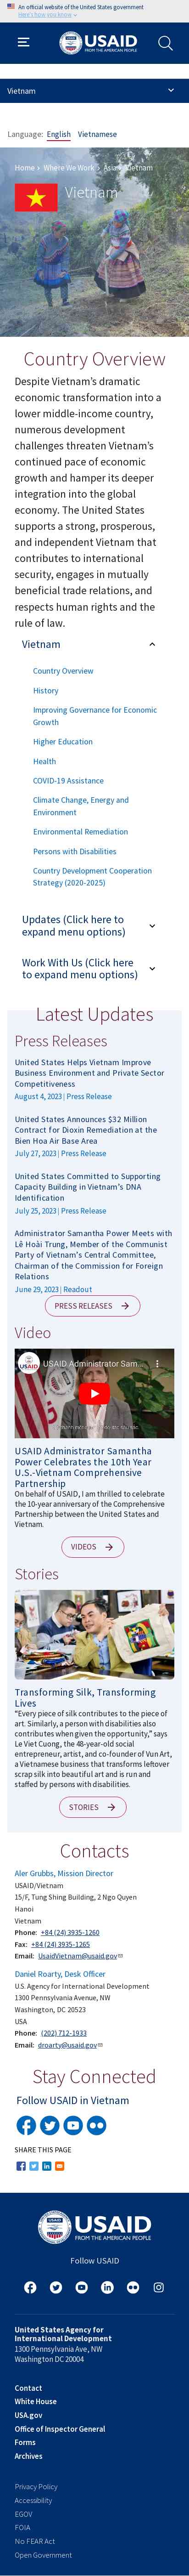 An official website of the United States government
Here's how you know
USAID
FROM THE AMERICAN PEOPLE
Vietnam
Language: English Vietnamese
Home > Where We Work > Asia > Vietnam
Vietnam
Country Overview
Despite Vietnam's dramatic
economic transformation into a
lower middle-income country,
numerous development
challenges threaten Vietnam's
continued pace of economic
growth and deeper integration
into the global economy. The
United States supports a strong,
prosperous, and independent
Vietnam that contributes to
international security, engages in
mutually beneficial trade
relations, and respects human
rights and the rule of law.
Vietnam
Country Overview
History
Improving Governance for Economic
Growth
Higher Education
Health
COVID-19 Assistance
Climate Change, Energy and
Environment
Environmental Remediation
Persons with Disabilities
Country Development Cooperation
Strategy (2020-2025)
Updates (Click here to
expand menu options)
Work With Us (Click here
to expand menu options)
Latest Updates
Press Releases
United States Helps Vietnam Improve
Business Environment and Private Sector
Competitiveness
August 4, 2023 | Press Release
United States Announces $32 Million
Contract for Dioxin Remediation at the
Bien Hoa Air Base Area
July 27, 2023 | Press Release
United States Committed to Supporting
Capacity Building in Vietnam's DNA
Identification
July 25, 2023 | Press Release
Administrator Samantha Power Meets with
Lê Hoài Trung, Member of the Communist
Party of Vietnam's Central Committee,
Chairman of the Commission for Foreign
Relations
June 29, 2023 | Readout
PRESS RELEASES
Video
USAID Administrator Sam...
USAID Administrator Samantha
Power Celebrates the 10th Year
U.S.-Vietnam Comprehensive
Partnership
On behalf of USAID, I am thrilled to celebrate
the 10-year anniversary of the Comprehensive
Partnership between the United States and
Vietnam.
VIDEOS
Stories
Transforming Silk, Transforming
Lives
"Every piece of silk contributes to the piece of
art. Similarly, a person with disabilities also
contributes when given the opportunity," says
Le Viet Cuong, the 48-year-old social
entrepreneur, artist, and co-founder of Vun Art,
a Vietnamese business that transforms leftover
scrap silk into beautiful art and is run and
staffed by persons with disabilities.
STORIES
Contacts
Aler Grubbs, Mission Director
USAID/Vietnam
15/F, Tung Shing Building, 2 Ngo Quyen
Hanoi
Vietnam
Phone: +84 (24) 3935-1260
Fax: +84 (24) 3935-1265
Email: UsaidVietnam@usaid.gov
Daniel Roarty, Desk Officer
U.S. Agency for International Development
1300 Pennsylvania Avenue, NW
Washington, DC 20523
USA
Phone: (202) 712-1933
Email: droarty@usaid.gov
Stay Connected
Follow USAID in Vietnam
SHARE THIS PAGE
USAID
FROM THE AMERICAN PEOPLE
Follow USAID
United States Agency for
International Development
1300 Pennsylvania Ave, NW
Washington DC 20004
Contact
White House
USA.gov
Office of Inspector General
Forms
Archives
Privacy Policy
Accessibility
EGOV
FOIA
No FEAR Act
Open Government